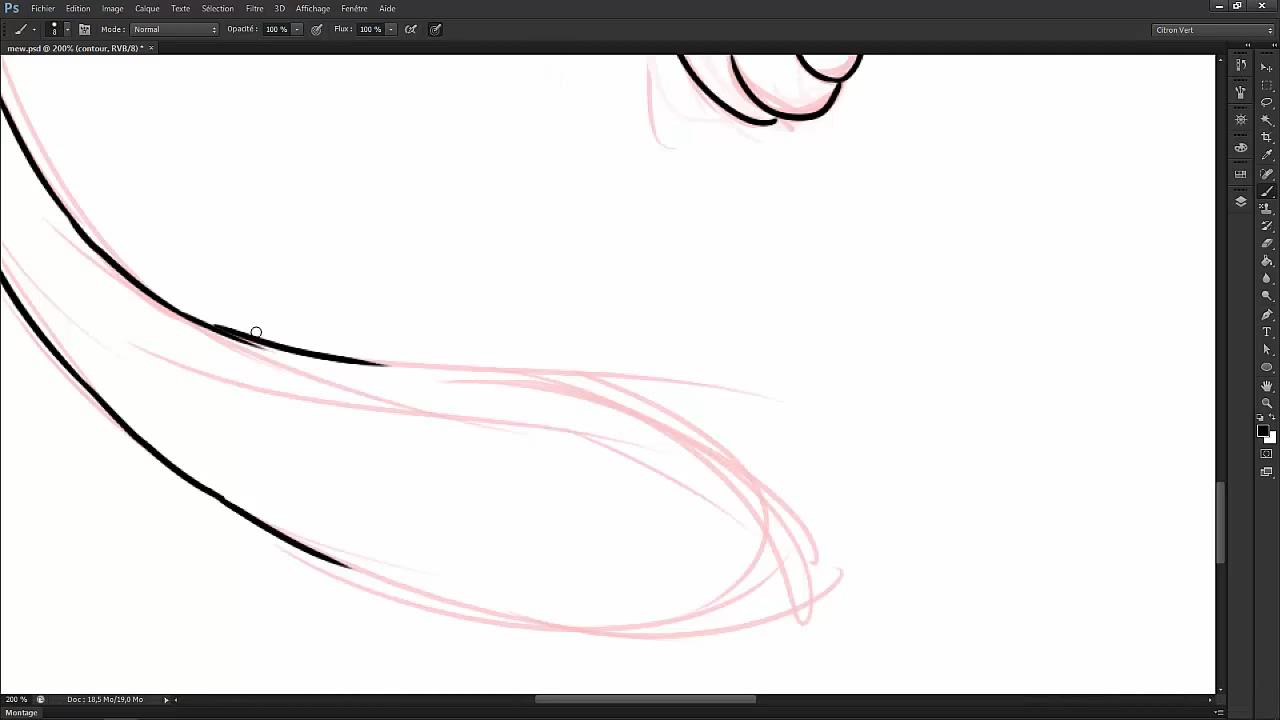 Ps Fichier Edition Image Calque Texte Sélection Filtre 3D Affichage Fenêtre Aide
8 Mode : Normal Opacité : 100 % Flux : 100 % Citron Vert
mew.psd @ 200% (contour, RVB/8) * ×
200 % Doc : 18,5 Mo/19,0 Mo
Montage